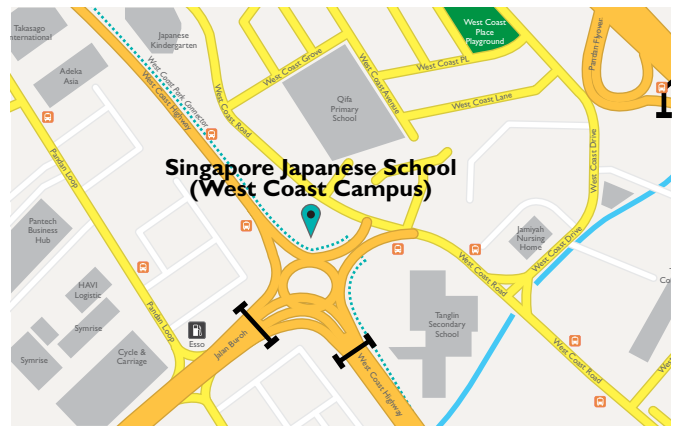 Takasago
International
Adeka
Asia
Japanese
Kindergarten
West Coast Park Connector
West Coast Highway
West Coast Grove
West Coast Road
West Coast
Place
Playground
West Coast PL
West Coast Avenue
West Coast Lane
Qifa
Primary
School
Pandan Flyover
West Coast Drive
Pandan Loop
Singapore Japanese School
(West Coast Campus)
Pantech
Business
Hub
Jamiyah
Nursing
Home
West Coast Drive
West Coast Road
HAVI
Logistic
Symrise
Symrise
Pandan Loop
Cycle &
Carriage
Esso
Jalan Buroh
Tanglin
Secondary
School
West Coast Highway
West Coast Road